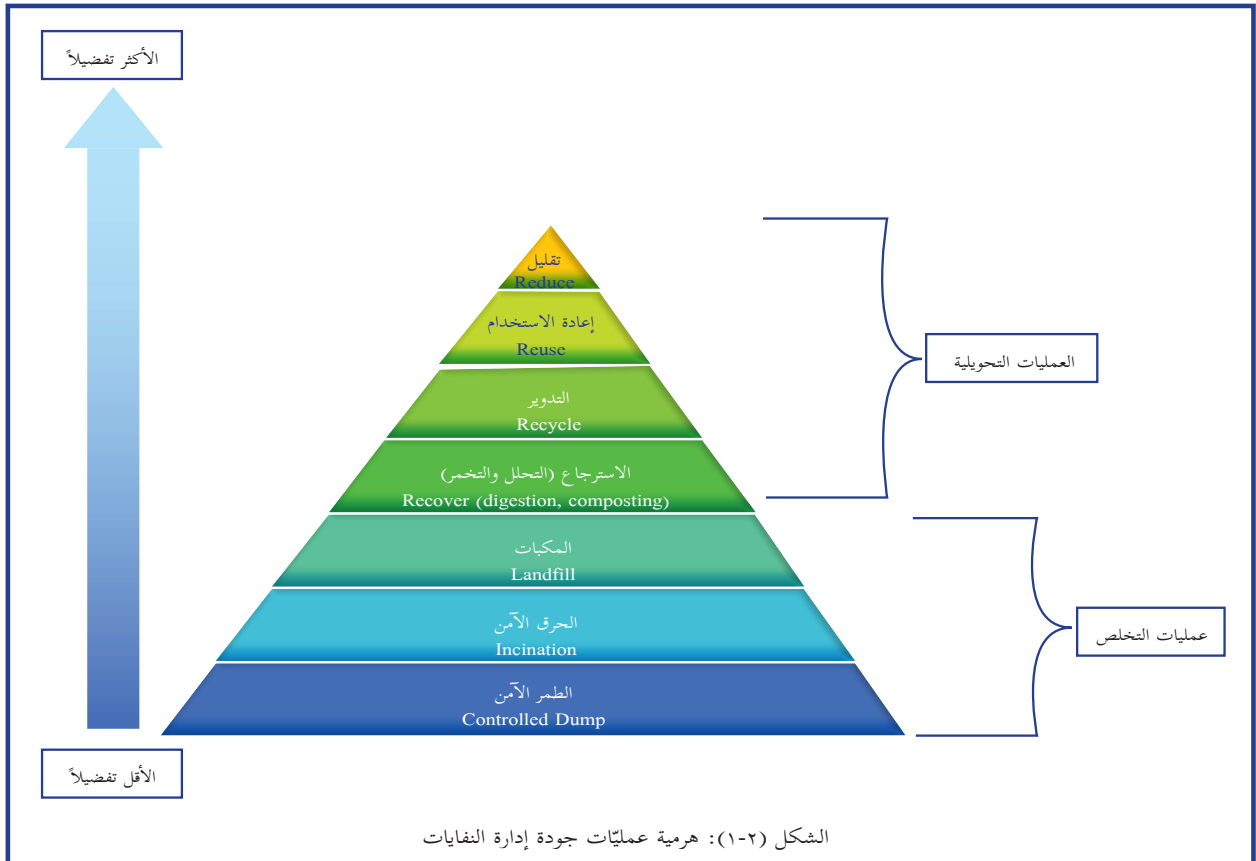 الأكثر تفضيلاً
تقليل
Reduce
إعادة الاستخدام
Reuse
التدوير
Recycle
الاسترجاع (التحلل والتخمر)
Recover (digestion, composting)
العمليات التحويلية
المكبات
Landfill
الحرق الآمن
Incination
الطمر الآمن
Controlled Dump
عمليات التخلص
الأقل تفضيلاً
الشكل (٢-١): هرمية عمليّات جودة إدارة النفايات